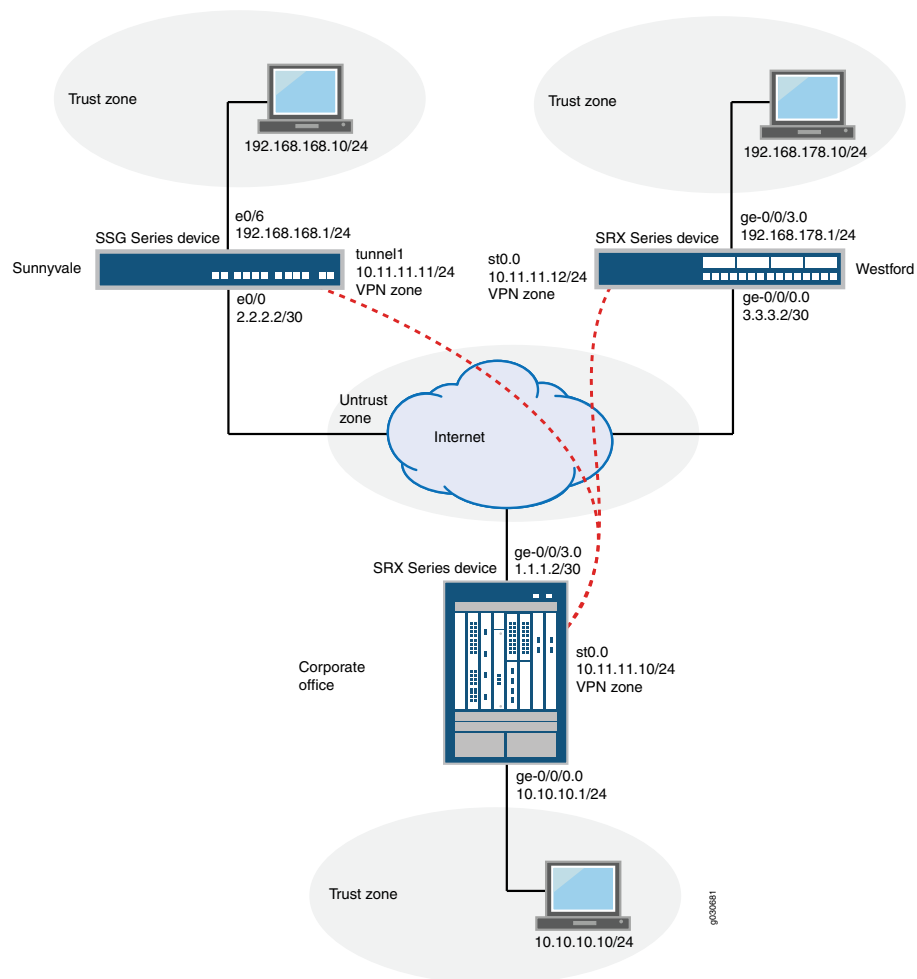 Trust zone
192.168.168.10/24
Trust zone
192.168.178.10/24
e0/6
192.168.168.1/24
SSG Series device
Sunnyvale
tunnel1
10.11.11.11/24
VPN zone
e0/0
2.2.2.2/30
ge-0/0/3.0
192.168.178.1/24
SRX Series device
st0.0
10.11.11.12/24
VPN zone
Westford
ge-0/0/0.0
3.3.3.2/30
Untrust
zone
Internet
ge-0/0/3.0
1.1.1.2/30
SRX Series device
Corporate
office
st0.0
10.11.11.10/24
VPN zone
ge-0/0/0.0
10.10.10.1/24
Trust zone
10.10.10.10/24
g030681